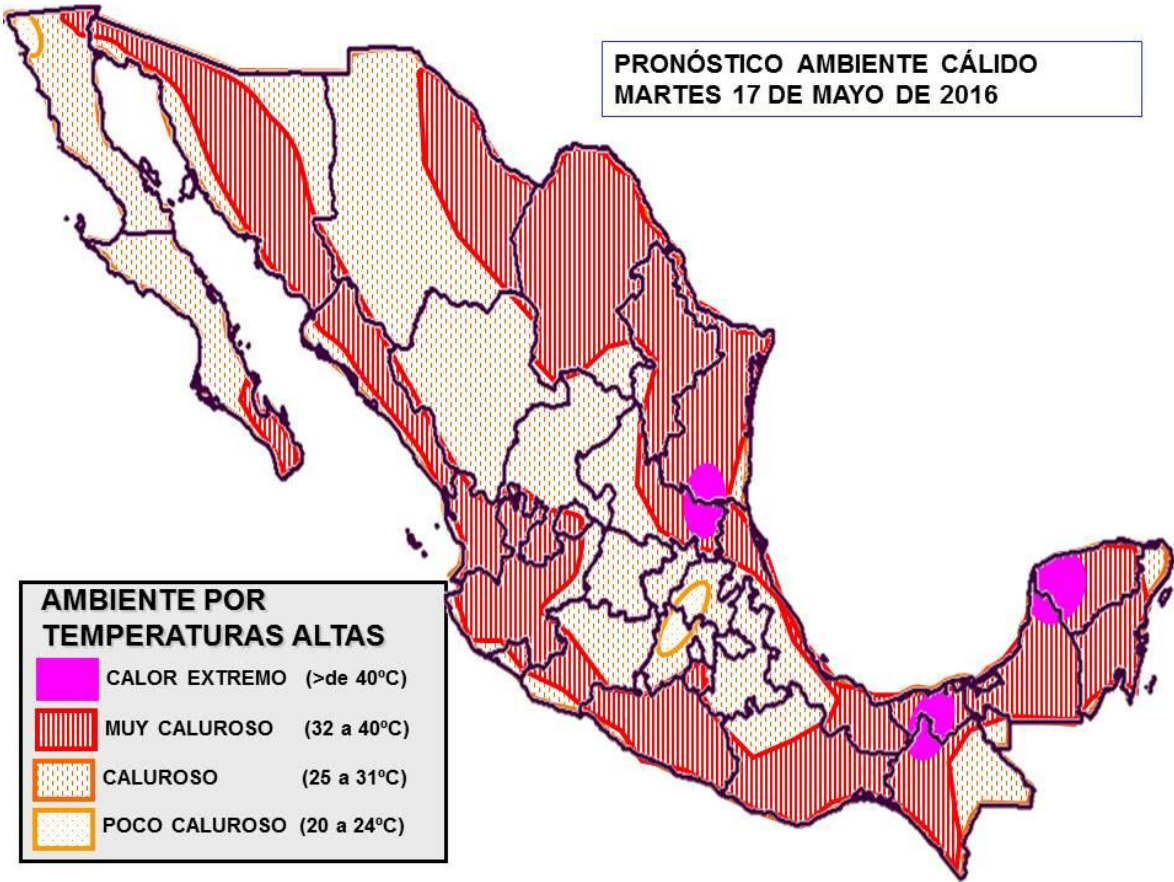 PRONÓSTICO AMBIENTE CÁLIDO
MARTES 17 DE MAYO DE 2016
AMBIENTE POR
TEMPERATURAS ALTAS
CALOR EXTREMO (>de 40ºC)
MUY CALUROSO (32 a 40ºC)
CALUROSO (25 a 31ºC)
POCO CALUROSO (20 a 24ºC)